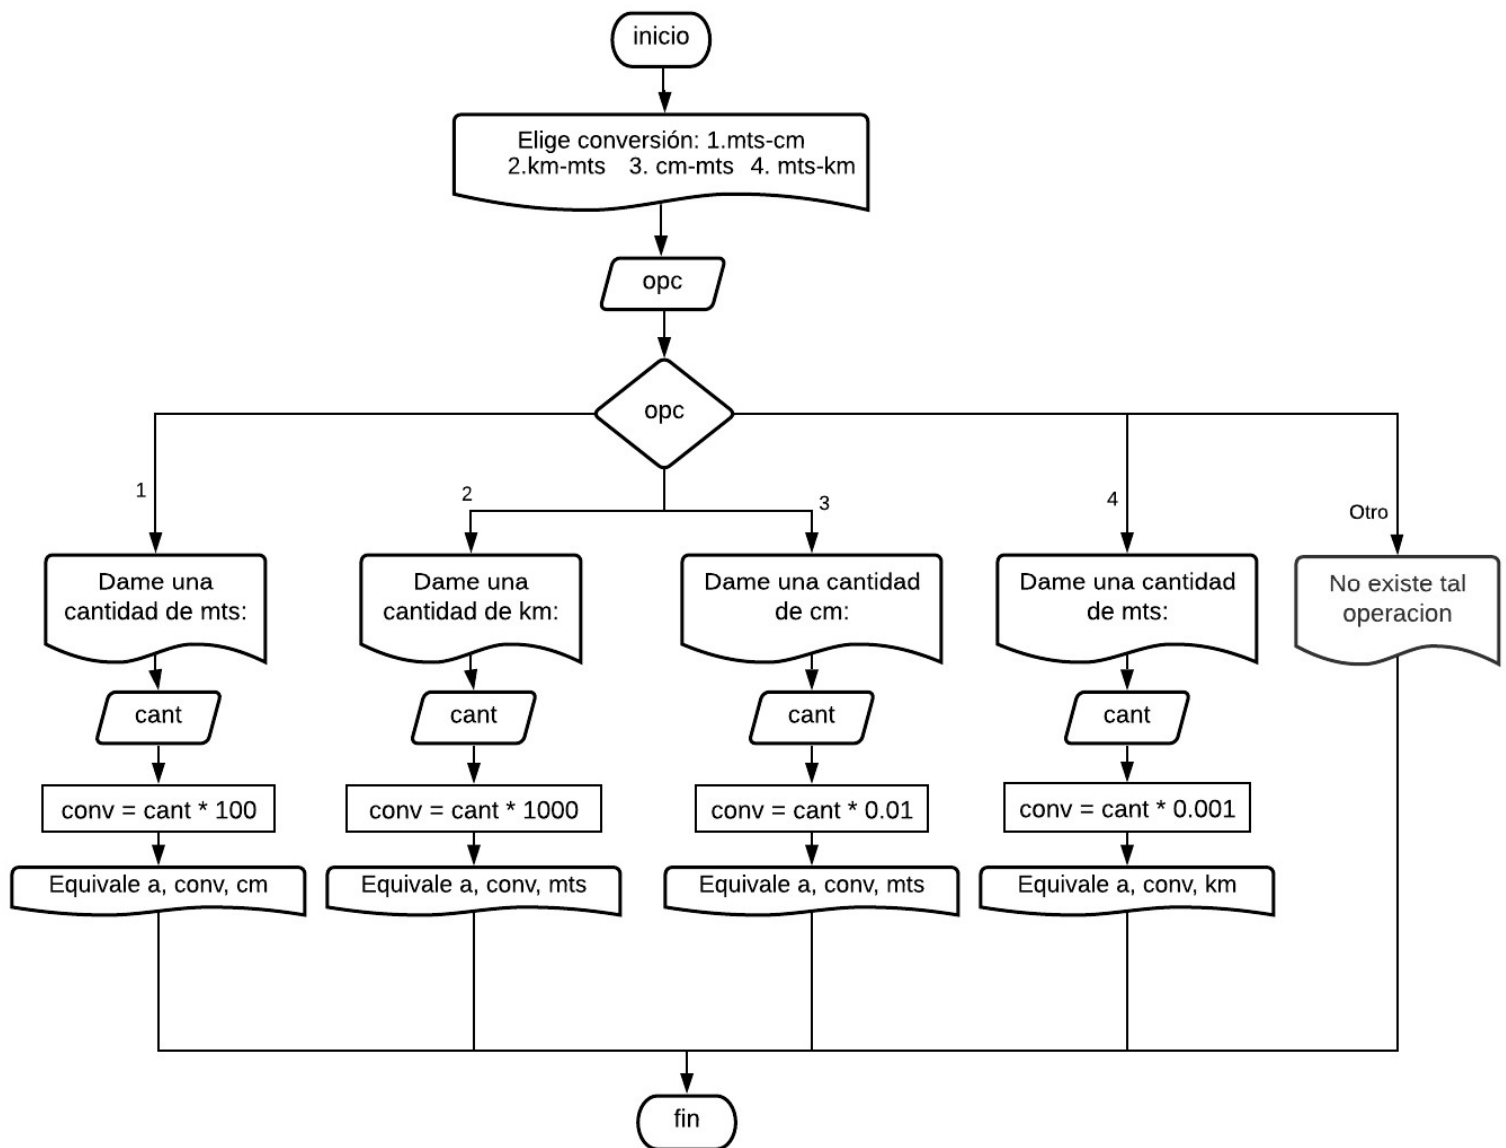 inicio
Elige conversión: 1.mts-cm
2.km-mts 3. cm-mts 4. mts-km
opc
opc
1
2
3
4
Otro
Dame una
cantidad de mts:
Dame una
cantidad de km:
Dame una cantidad
de cm:
Dame una cantidad
de mts:
No existe tal
operacion
cant
cant
cant
cant
conv = cant * 100
conv = cant * 1000
conv = cant * 0.01
conv = cant * 0.001
Equivale a, conv, cm
Equivale a, conv, mts
Equivale a, conv, mts
Equivale a, conv, km
fin